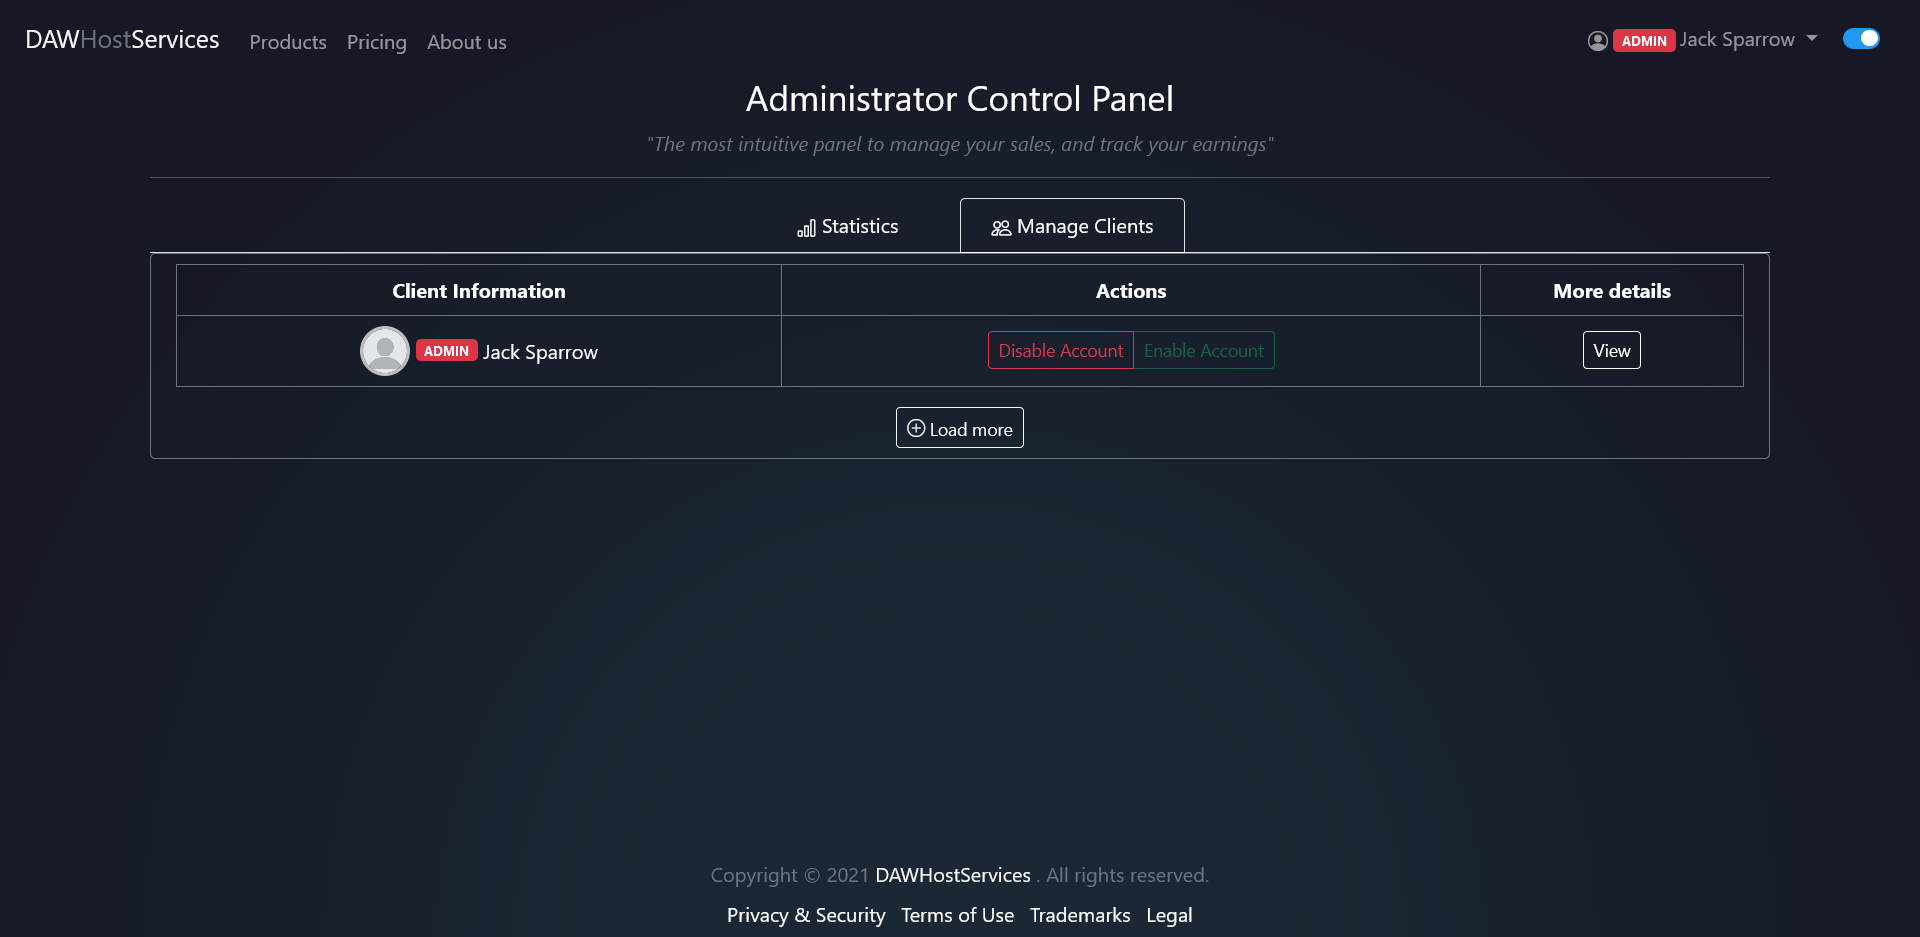 DAWHostServices Products Pricing About us ADMIN Jack Sparrow
Administrator Control Panel
"The most intuitive panel to manage your sales, and track your earnings"
Statistics Manage Clients
Client Information Actions More details
ADMIN Jack Sparrow Disable Account Enable Account View
Load more
Copyright © 2021 DAWHostServices . All rights reserved.
Privacy & Security Terms of Use Trademarks Legal